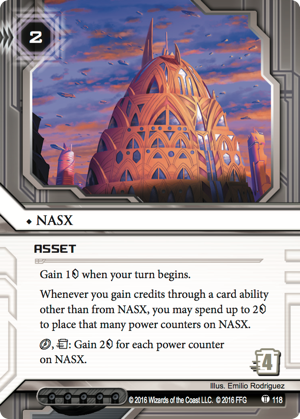 2
◆ NASX
ASSET
Gain 1 when your turn begins.
Whenever you gain credits through a card ability
other than from NASX, you may spend up to 2
to place that many power counters on NASX.
, : Gain 2 for each power counter
on NASX.
4
Illus. Emilio Rodriguez
© 2016 Wizards of the Coast LLC. © 2016 FFG 118